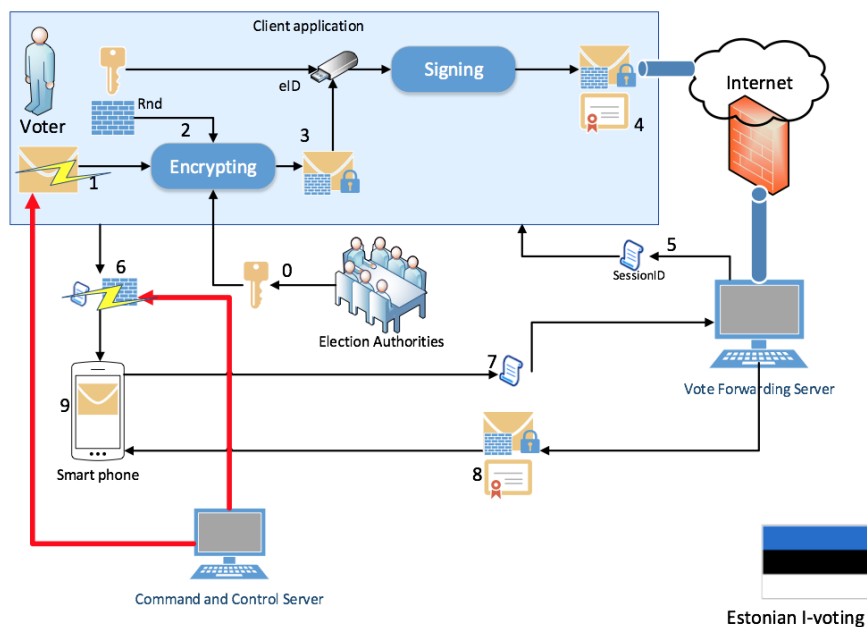 Client application
Voter
Rnd
eID
Signing
Internet
1
2
Encrypting
3
4
6
0
5
SessionID
Election Authorities
7
Vote Forwarding Server
9
Smart phone
8
Command and Control Server
Estonian I-voting